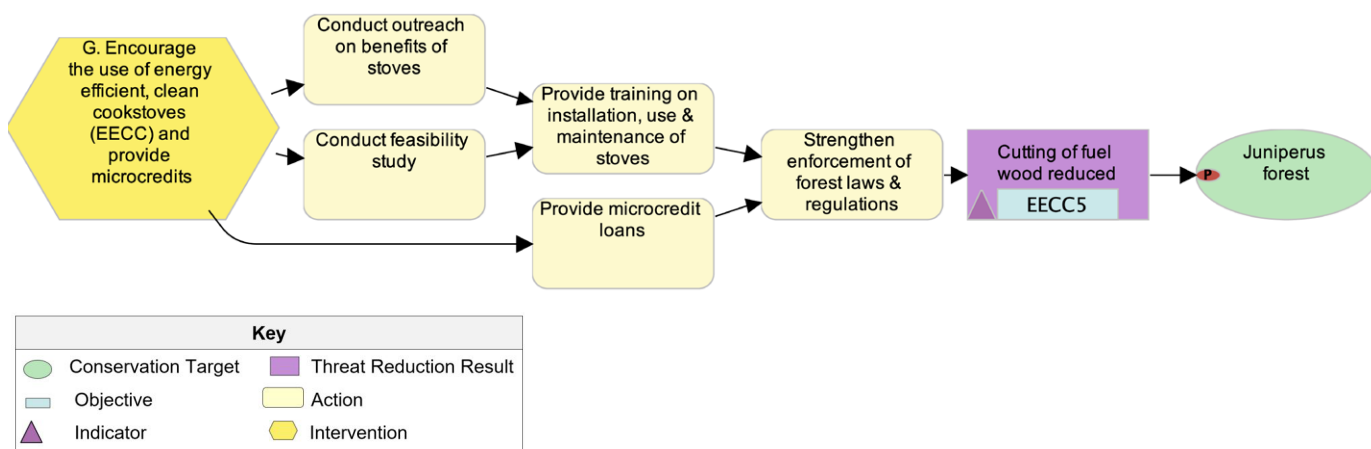 G. Encourage
the use of energy
efficient, clean
cookstoves
(EECC) and
provide
microcredits
Conduct outreach
on benefits of
stoves
Conduct feasibility
study
Provide training on
installation, use &
maintenance of
stoves
Provide microcredit
loans
Strengthen
enforcement of
forest laws &
regulations
Cutting of fuel
wood reduced
EECC5
P
Juniperus
forest
Key
Conservation Target
Threat Reduction Result
Objective
Action
Indicator
Intervention